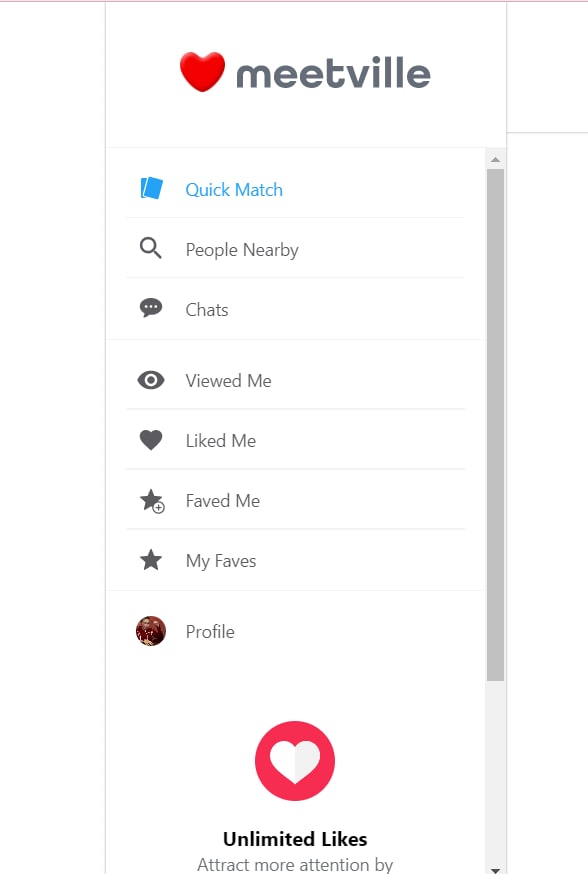 meetville
Quick Match
People Nearby
Chats
Viewed Me
Liked Me
Faved Me
My Faves
Profile
Unlimited Likes
Attract more attention by